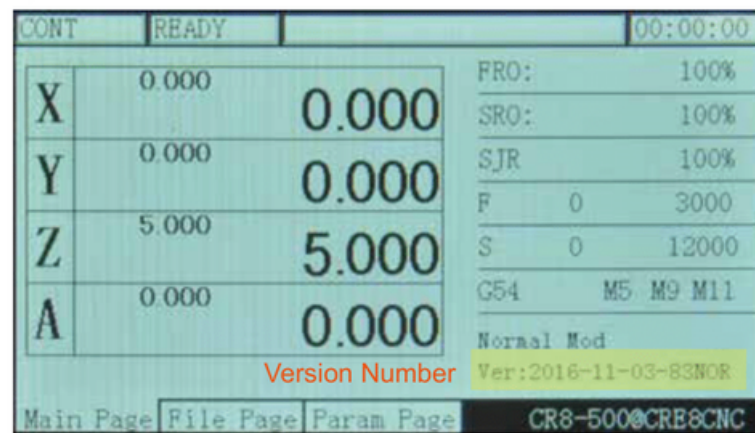 CONT READY 00:00:00
X 0.000 0.000
Y 0.000 0.000
Z 5.000 5.000
A 0.000 0.000
FRO: 100%
SRO: 100%
SJR 100%
F 0 3000
S 0 12000
G54 M5 M9 M11
Normal Mod
Version Number Ver:2016-11-03-83NOR
Main Page File Page Param Page CR8-500@CRE8CNC